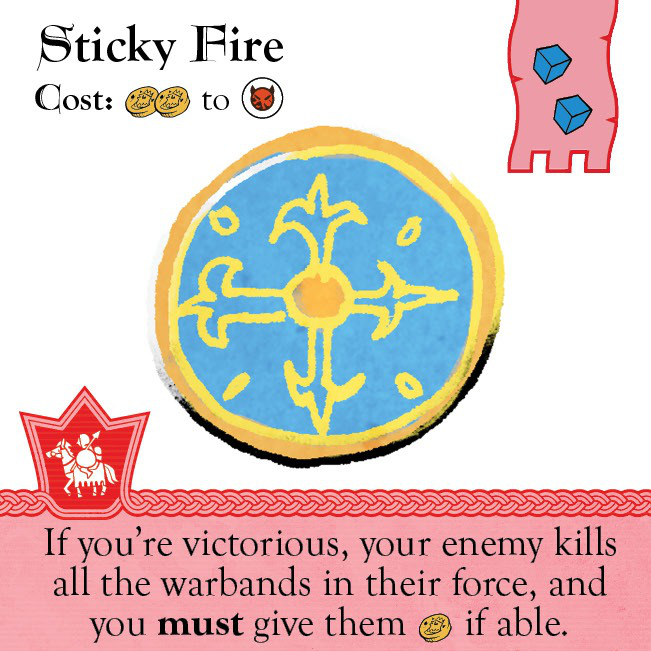 Sticky Fire
Cost: to
If you're victorious, your enemy kills
all the warbands in their force, and
you must give them if able.